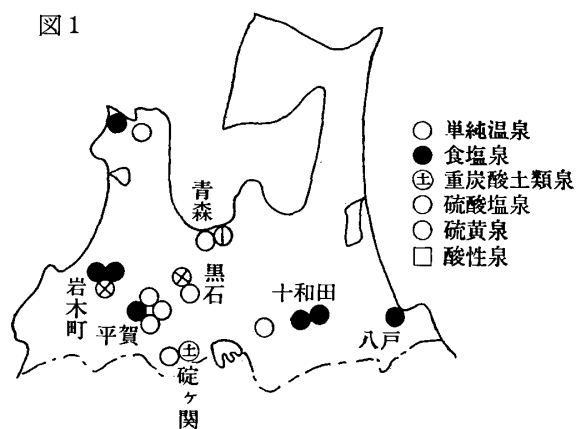 図1
単純温泉
食塩泉
土 重炭酸土類泉
硫酸塩泉
硫黄泉
酸性泉
青森
黒石
十和田
岩木町
平賀
八戸
土
碇ヶ関